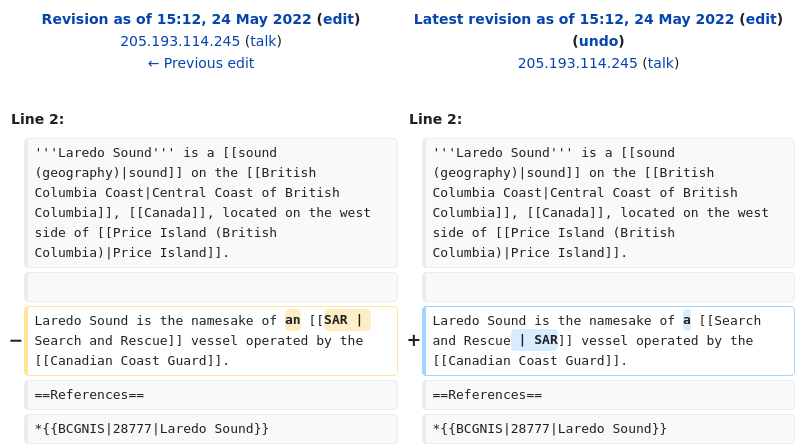 Revision as of 15:12, 24 May 2022 (edit)
205.193.114.245 (talk)
← Previous edit
Latest revision as of 15:12, 24 May 2022 (edit)
(undo)
205.193.114.245 (talk)
Line 2:
Line 2:
'''Laredo Sound''' is a [[sound
(geography)|sound]] on the [[British
Columbia Coast|Central Coast of British
Columbia]], [[Canada]], located on the west
side of [[Price Island (British
Columbia)|Price Island]].
'''Laredo Sound''' is a [[sound
(geography)|sound]] on the [[British
Columbia Coast|Central Coast of British
Columbia]], [[Canada]], located on the west
side of [[Price Island (British
Columbia)|Price Island]].
Laredo Sound is the namesake of an [[SAR |
− Search and Rescue]] vessel operated by the
[[Canadian Coast Guard]].
Laredo Sound is the namesake of a [[Search
+ and Rescue | SAR]] vessel operated by the
[[Canadian Coast Guard]].
==References==
==References==
*{{BCGNIS|28777|Laredo Sound}}
*{{BCGNIS|28777|Laredo Sound}}